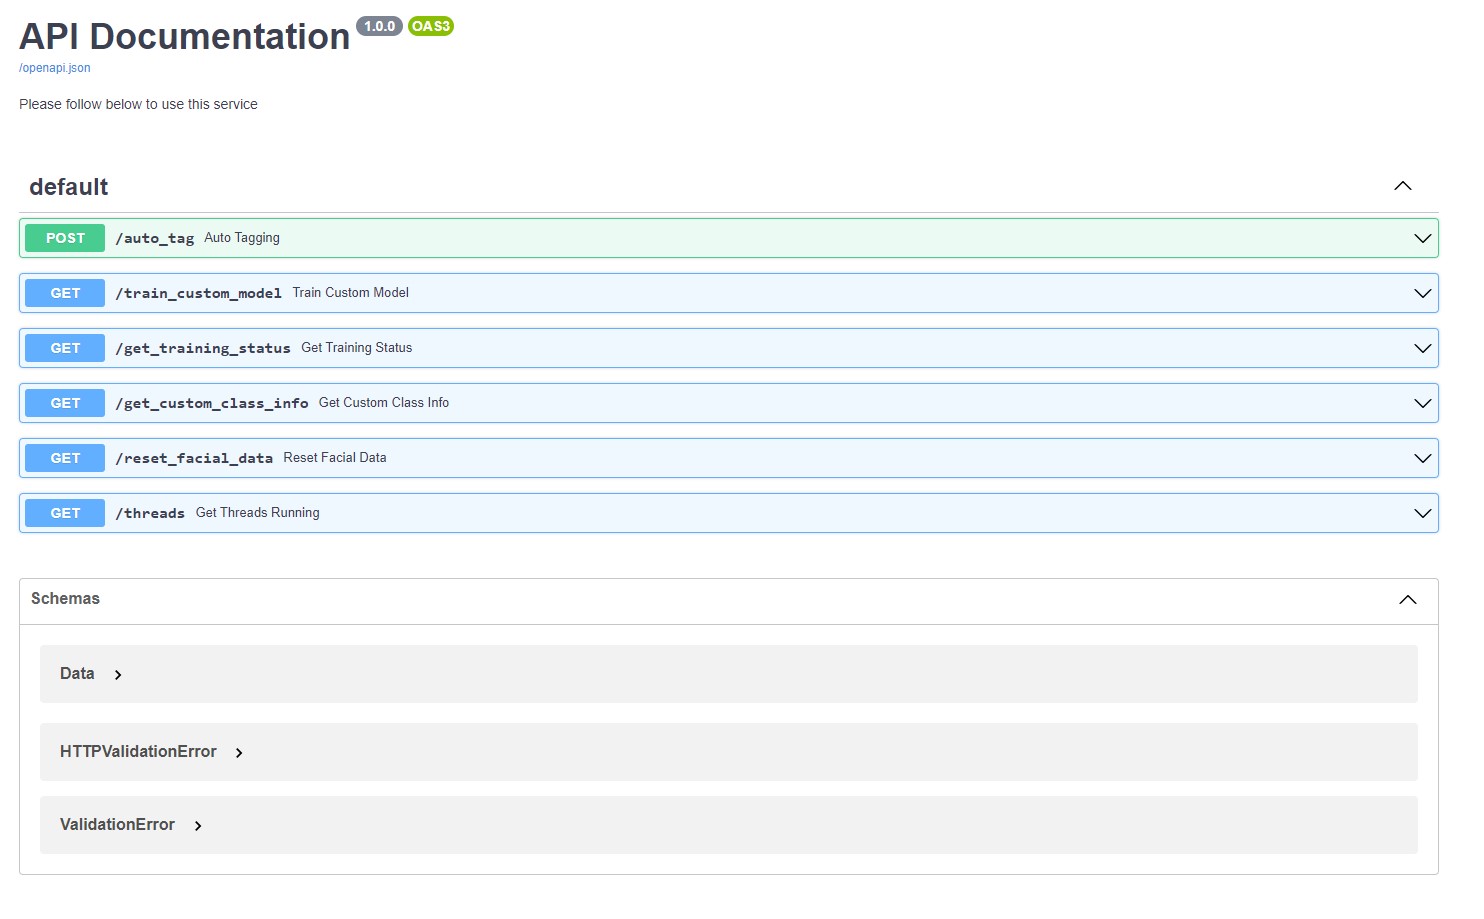 API Documentation 1.0.0 OAS3
/openapi.json
Please follow below to use this service
default
POST /auto_tag Auto Tagging
GET /train_custom_model Train Custom Model
GET /get_training_status Get Training Status
GET /get_custom_class_info Get Custom Class Info
GET /reset_facial_data Reset Facial Data
GET /threads Get Threads Running
Schemas
Data
HTTPValidationError
ValidationError